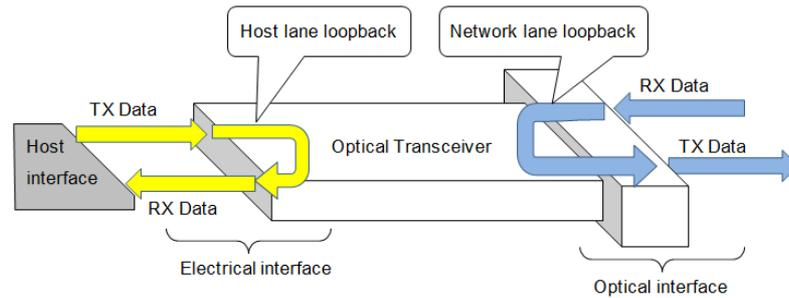 Host lane loopback
Network lane loopback
TX Data
RX Data
Host
interface
Optical Transceiver
TX Data
RX Data
Electrical interface
Optical interface